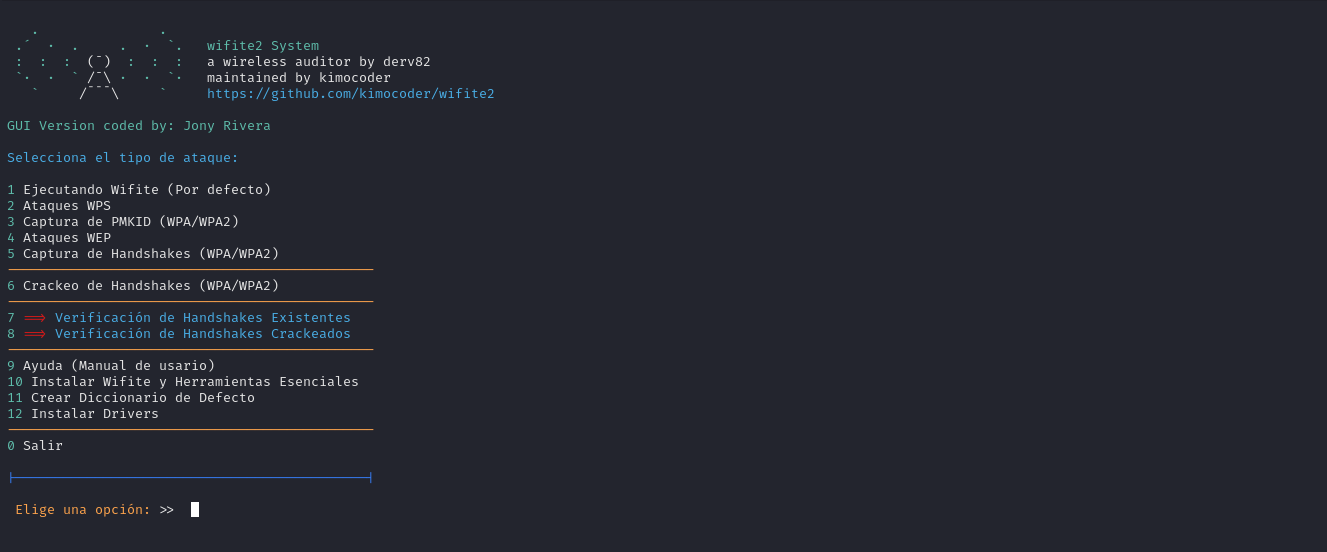 wifite2 System
a wireless auditor by derv82
maintained by kimocoder
https://github.com/kimocoder/wifite2
GUI Version coded by: Jony Rivera
Selecciona el tipo de ataque:
1 Ejecutando Wifite (Por defecto)
2 Ataques WPS
3 Captura de PMKID (WPA/WPA2)
4 Ataques WEP
5 Captura de Handshakes (WPA/WPA2)
6 Crackeo de Handshakes (WPA/WPA2)
7 ==> Verificación de Handshakes Existentes
8 ==> Verificación de Handshakes Crackeados
9 Ayuda (Manual de usario)
10 Instalar Wifite y Herramientas Esenciales
11 Crear Diccionario de Defecto
12 Instalar Drivers
0 Salir
Elige una opción: >>